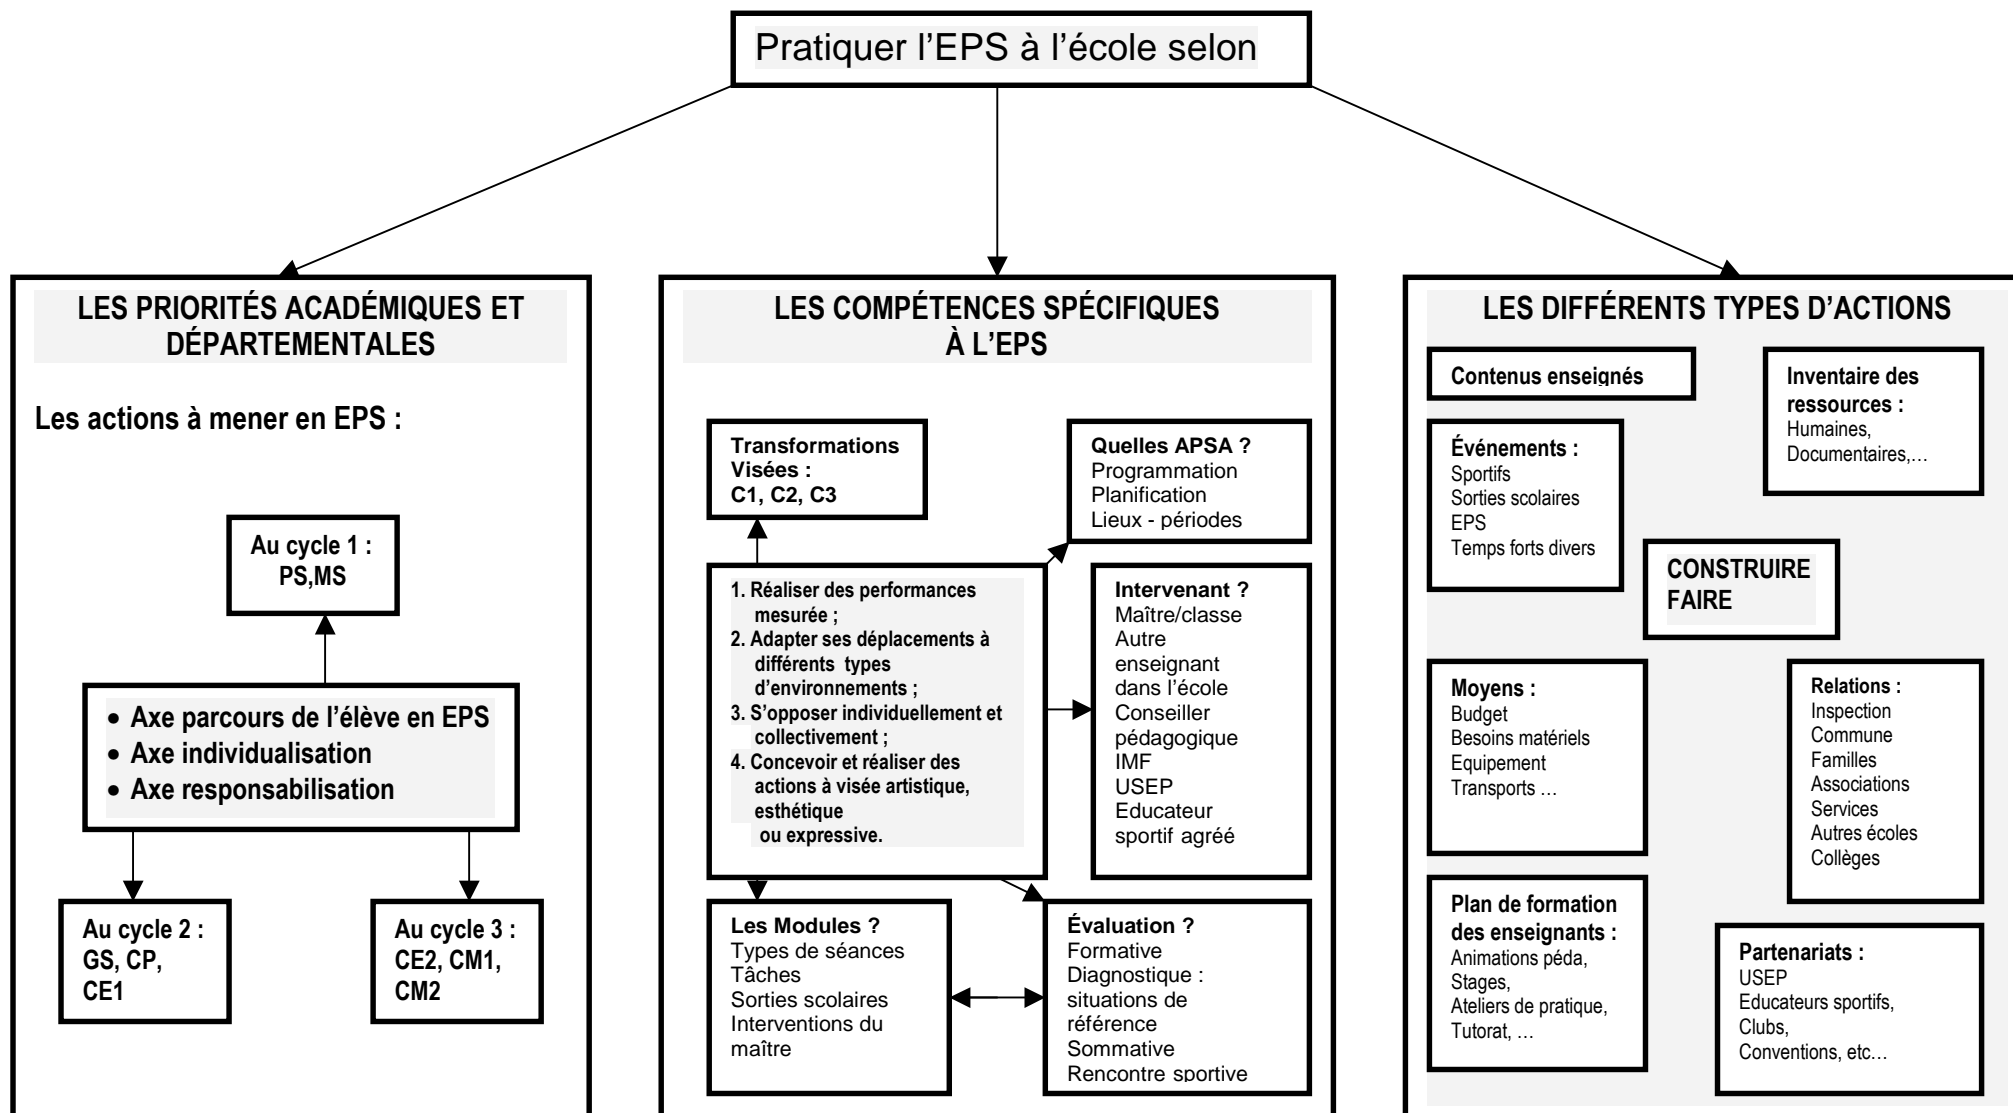 Pratiquer l'EPS à l'école selon
LES PRIORITÉS ACADÉMIQUES ET
DÉPARTEMENTALES
Les actions à mener en EPS :
Au cycle 1 :
PS,MS
• Axe parcours de l'élève en EPS
• Axe individualisation
• Axe responsabilisation
Au cycle 2 :
GS, CP,
CE1
Au cycle 3 :
CE2, CM1,
CM2
LES COMPÉTENCES SPÉCIFIQUES
À L'EPS
Transformations
Visées :
C1, C2, C3
Quelles APSA ?
Programmation
Planification
Lieux - périodes
1. Réaliser des performances
mesurée ;
2. Adapter ses déplacements à
différents types
d'environnements ;
3. S'opposer individuellement et
collectivement ;
4. Concevoir et réaliser des
actions à visée artistique,
esthétique
ou expressive.
Intervenant ?
Maître/classe
Autre
enseignant
dans l'école
Conseiller
pédagogique
IMF
USEP
Educateur
sportif agréé
Les Modules ?
Types de séances
Tâches
Sorties scolaires
Interventions du
maître
Évaluation ?
Formative
Diagnostique :
situations de
référence
Sommative
Rencontre sportive
LES DIFFÉRENTS TYPES D'ACTIONS
Contenus enseignés
Inventaire des
ressources :
Humaines,
Documentaires,…
Événements :
Sportifs
Sorties scolaires
EPS
Temps forts divers
CONSTRUIRE
FAIRE
Moyens :
Budget
Besoins matériels
Equipement
Transports …
Relations :
Inspection
Commune
Familles
Associations
Services
Autres écoles
Collèges
Plan de formation
des enseignants :
Animations péda,
Stages,
Ateliers de pratique,
Tutorat, …
Partenariats :
USEP
Educateurs sportifs,
Clubs,
Conventions, etc…